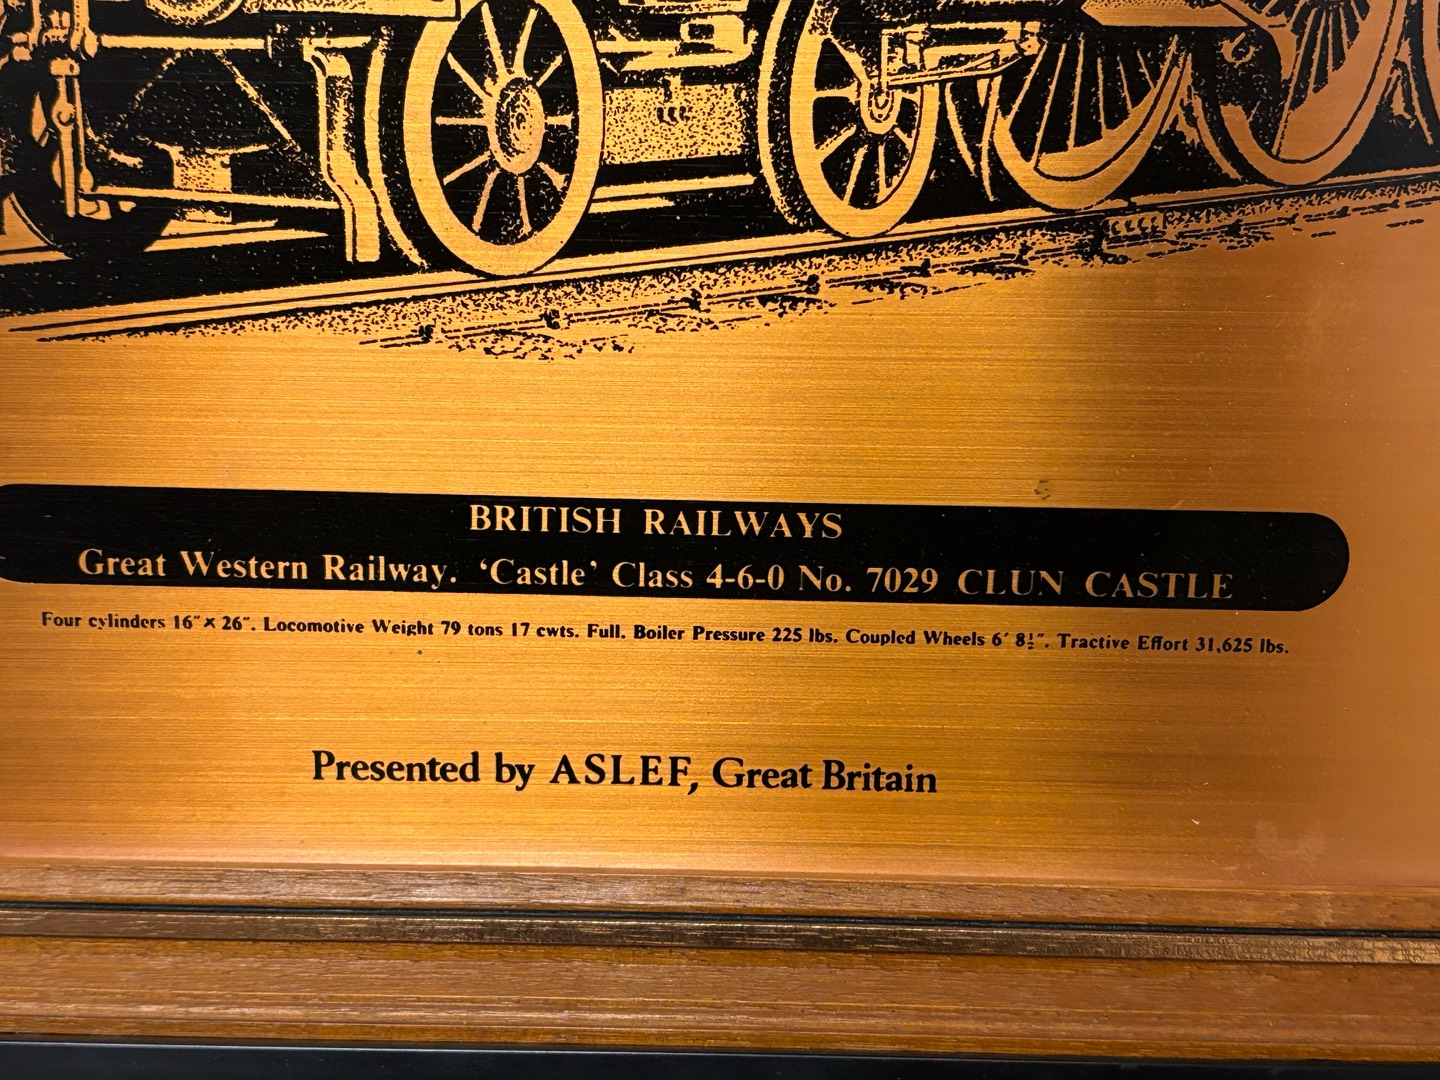 BRITISH RAILWAYS
Great Western Railway. ‘Castle’ Class 4-6-0 No. 7029 CLUN CASTLE
Four cylinders 16″ × 26″. Locomotive Weight 79 tons 17 cwts. Full. Boiler Pressure 225 lbs. Coupled Wheels 6′ 8½″. Tractive Effort 31,625 lbs.
Presented by ASLEF, Great Britain